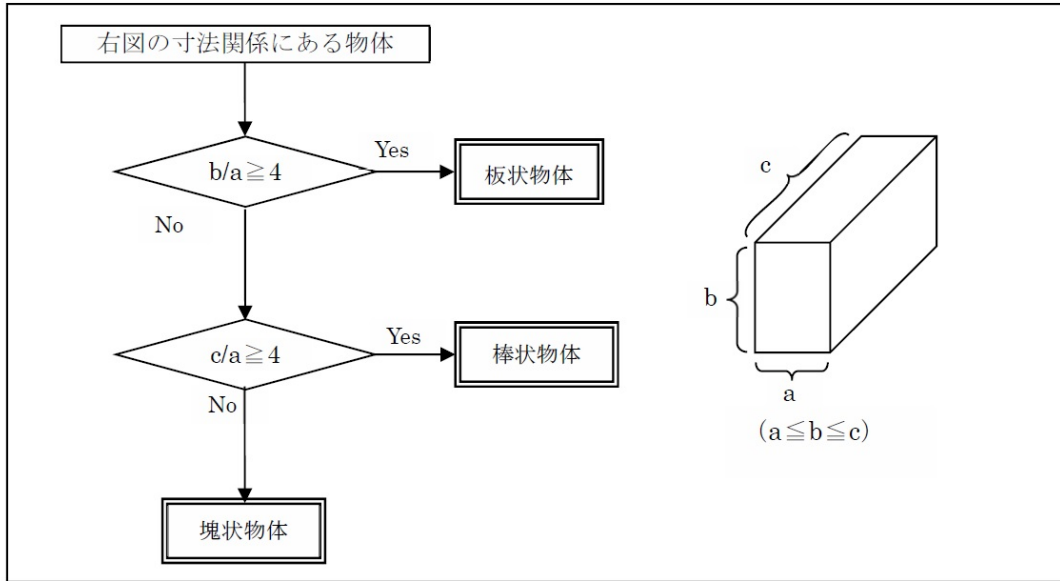 右図の寸法関係にある物体
b/a≧4
Yes
板状物体
No
c/a≧4
Yes
棒状物体
No
塊状物体
c
b
a
(a≦b≦c)